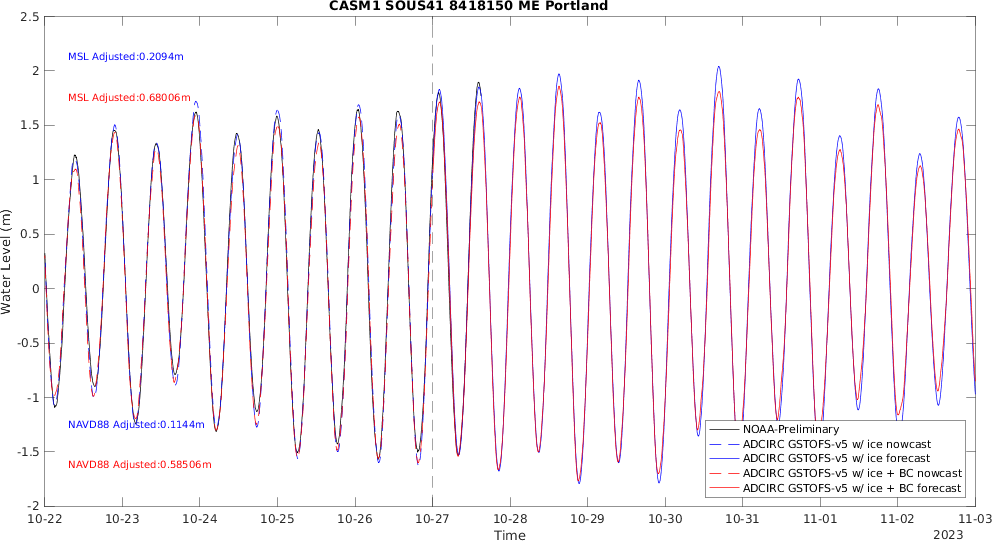 CASM1 SOUS41 8418150 ME Portland
2.5
2
1.5
1
0.5
0
-0.5
-1
-1.5
-2
Water Level (m)
MSL Adjusted:0.2094m
MSL Adjusted:0.68006m
NAVD88 Adjusted:0.1144m
NAVD88 Adjusted:0.58506m
NOAA-Preliminary
ADCIRC GSTOFS-v5 w/ ice nowcast
ADCIRC GSTOFS-v5 w/ ice forecast
ADCIRC GSTOFS-v5 w/ ice + BC nowcast
ADCIRC GSTOFS-v5 w/ ice + BC forecast
10-22 10-23 10-24 10-25 10-26 10-27 10-28 10-29 10-30 10-31 11-01 11-02 11-03
Time
2023